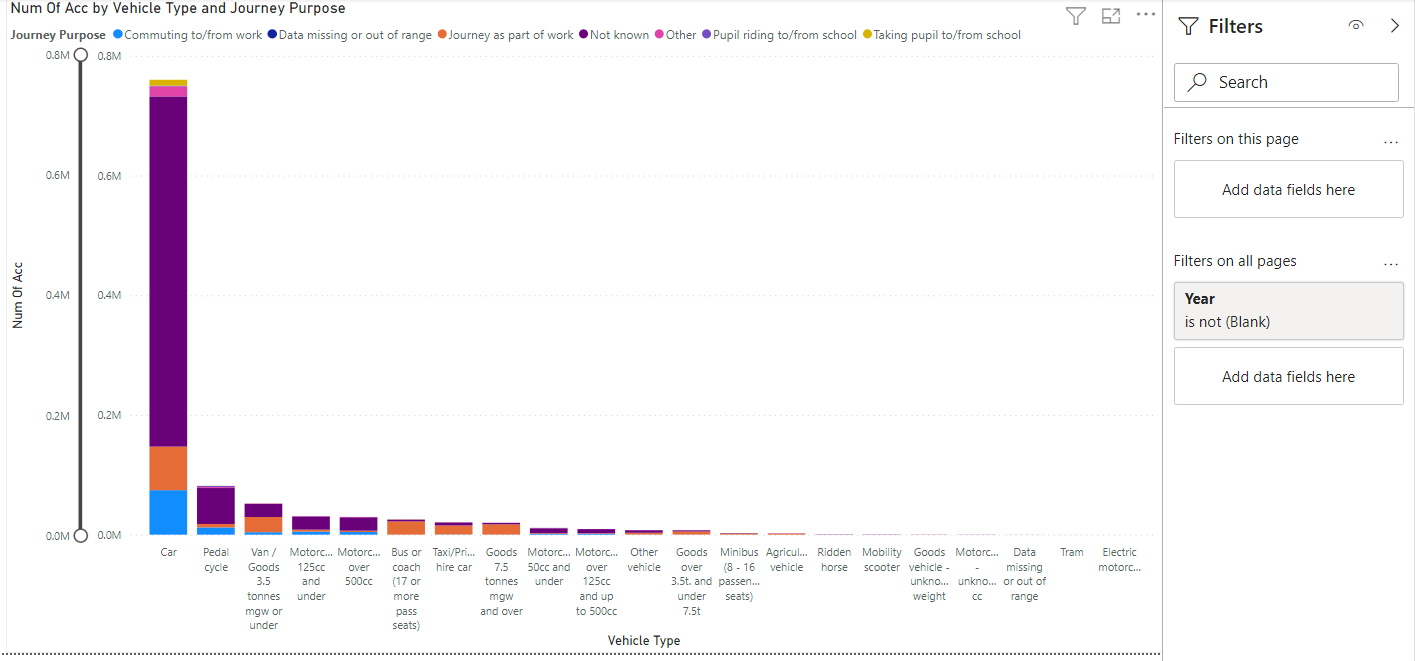 Num Of Acc by Vehicle Type and Journey Purpose
Journey Purpose Commuting to/from work Data missing or out of range Journey as part of work Not known Other Pupil riding to/from school Taking pupil to/from school
0.8M
0.6M
0.4M
0.2M
0.0M
0.8M
0.6M
0.4M
0.2M
0.0M
Num Of Acc
Car
Pedal
cycle
Van /
Goods
3.5
tonnes
mgw or
under
Motorc...
125cc
and
under
Motorc...
over
500cc
Bus or
coach
(17 or
more
pass
seats)
Taxi/Pri...
hire car
Goods
7.5
tonnes
mgw
and over
Motorc...
50cc and
under
Motorc...
over
125cc
and up
to 500cc
Other
vehicle
Goods
over
3.5t. and
under
7.5t
Minibus
(8 - 16
passen...
seats)
Agricul...
vehicle
Ridden
horse
Mobility
scooter
Goods
vehicle -
unkno...
weight
Motorc...
-
unkno...
cc
Data
missing
or out of
range
Tram
Electric
motorc...
Vehicle Type
Filters
Search
Filters on this page
...
Add data fields here
Filters on all pages
...
Year
is not (Blank)
Add data fields here